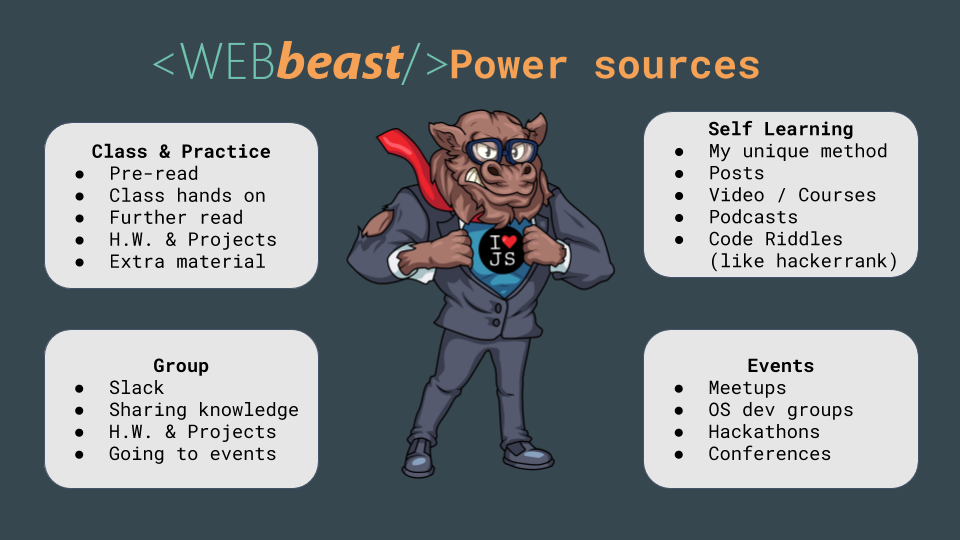 <WEBbeast/>Power sources
Class & Practice
● Pre-read
● Class hands on
● Further read
● H.W. & Projects
● Extra material
Self Learning
● My unique method
● Posts
● Video / Courses
● Podcasts
● Code Riddles
(like hackerrank)
I❤
JS
Group
● Slack
● Sharing knowledge
● H.W. & Projects
● Going to events
Events
● Meetups
● OS dev groups
● Hackathons
● Conferences